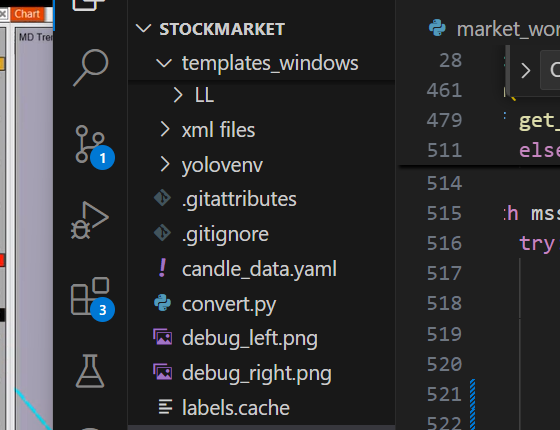 Chart
MD Tre
STOCKMARKET
templates_windows
LL
xml files
yolovenv
.gitattributes
.gitignore
candle_data.yaml
convert.py
debug_left.png
debug_right.png
labels.cache
1
3
market_wor
28
461
479 get_
511 else
514
515 th mss
516 try
517
518
519
520
521
522